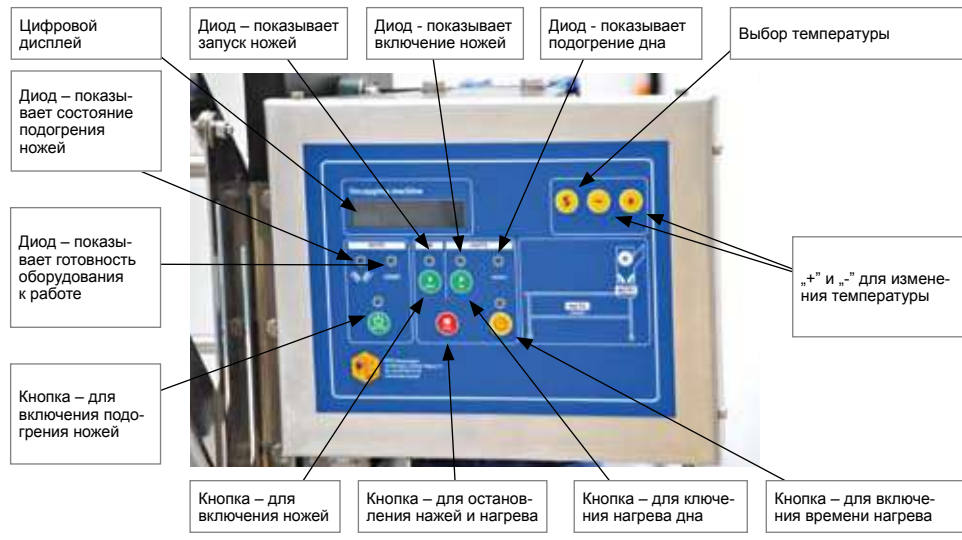 Цифровой
дисплей
Диод – показывает
запуск ножей
Диод - показывает
включение ножей
Диод - показывает
подогрение дна
Выбор температуры
Диод – показы-
вает состояние
подогрения
ножей
Диод – показы-
вает готовность
оборудования
к работе
„+” и „-” для измене-
ния температуры
Кнопка – для
включения подо-
грения ножей
Кнопка – для
включения ножей
Кнопка – для останов-
ления нажей и нагрева
Кнопка – для ключе-
ния нагрева дна
Кнопка – для включе-
ния времени нагрева